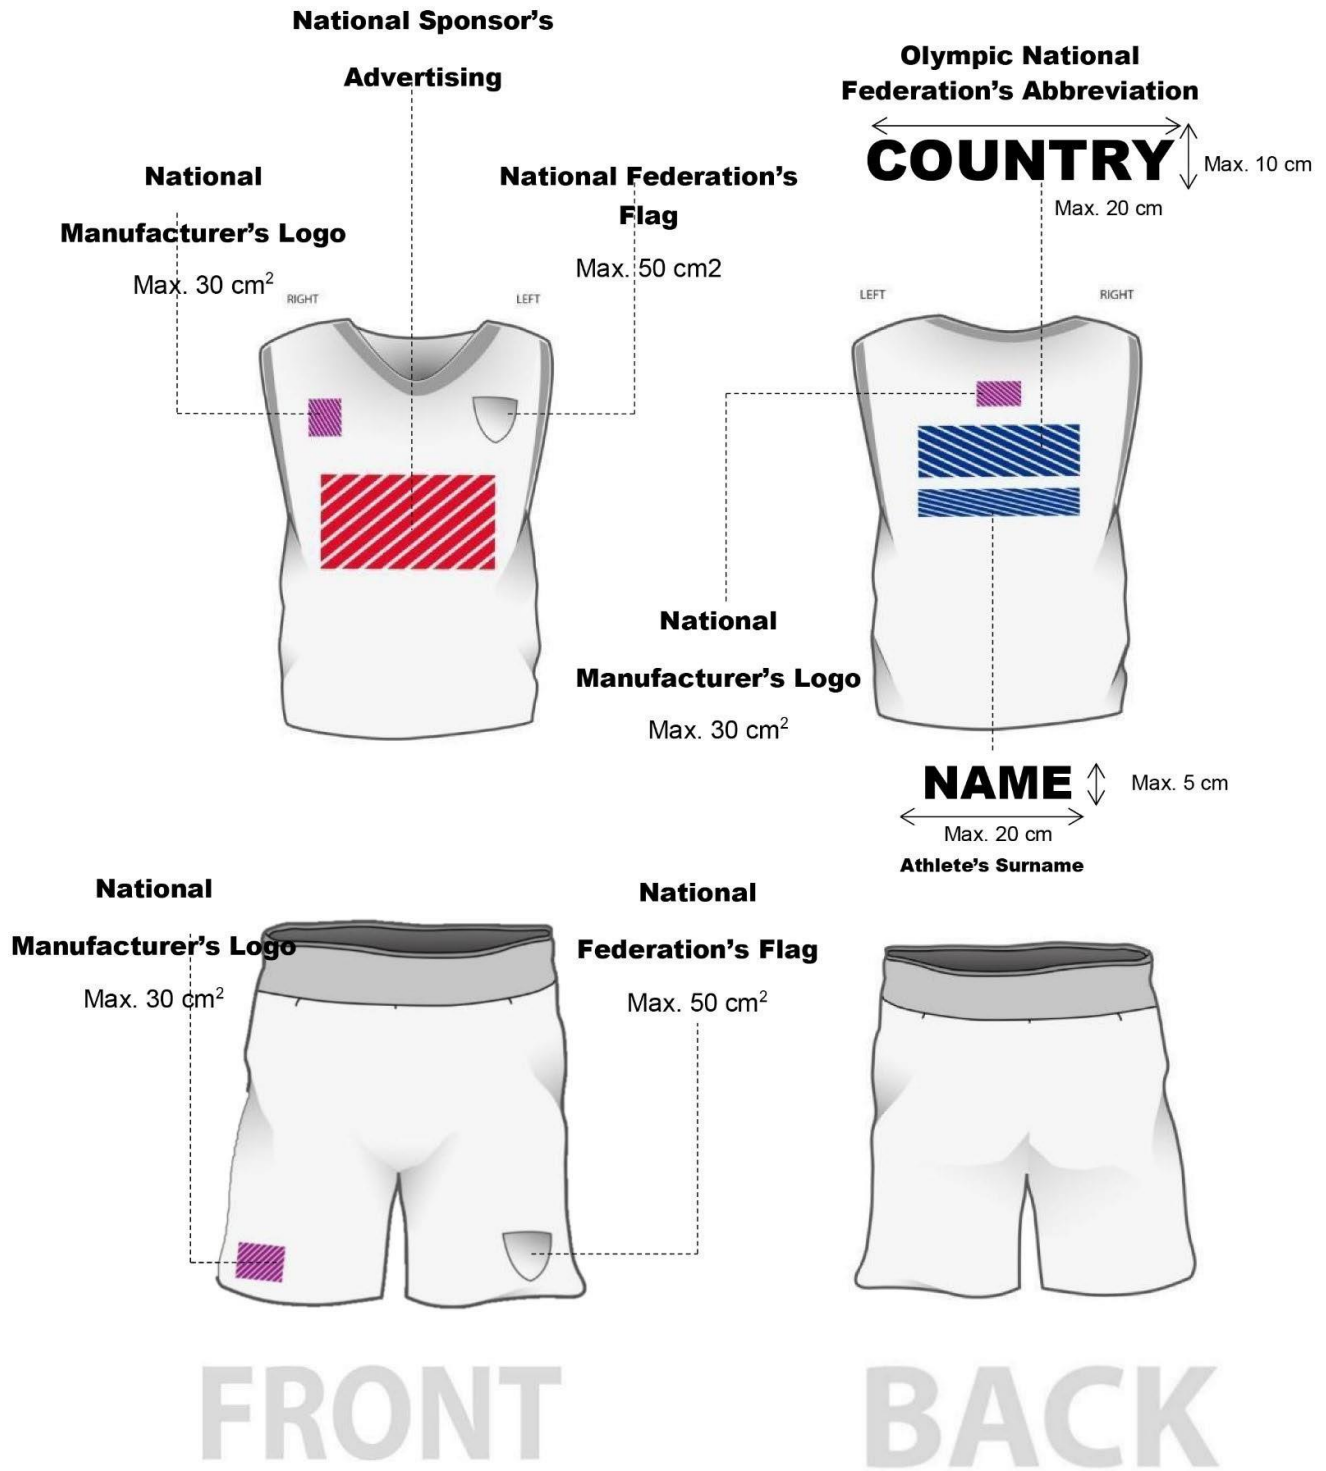 National Sponsor's
Advertising
Olympic National
Federation's Abbreviation
COUNTRY
Max. 10 cm
Max. 20 cm
National
Manufacturer's Logo
Max. 30 cm²
National Federation's
Flag
Max. 50 cm2
RIGHT
LEFT
LEFT
RIGHT
National
Manufacturer's Logo
Max. 30 cm²
NAME
Max. 5 cm
Max. 20 cm
Athlete's Surname
National
Manufacturer's Logo
Max. 30 cm²
National
Federation's Flag
Max. 50 cm²
FRONT
BACK